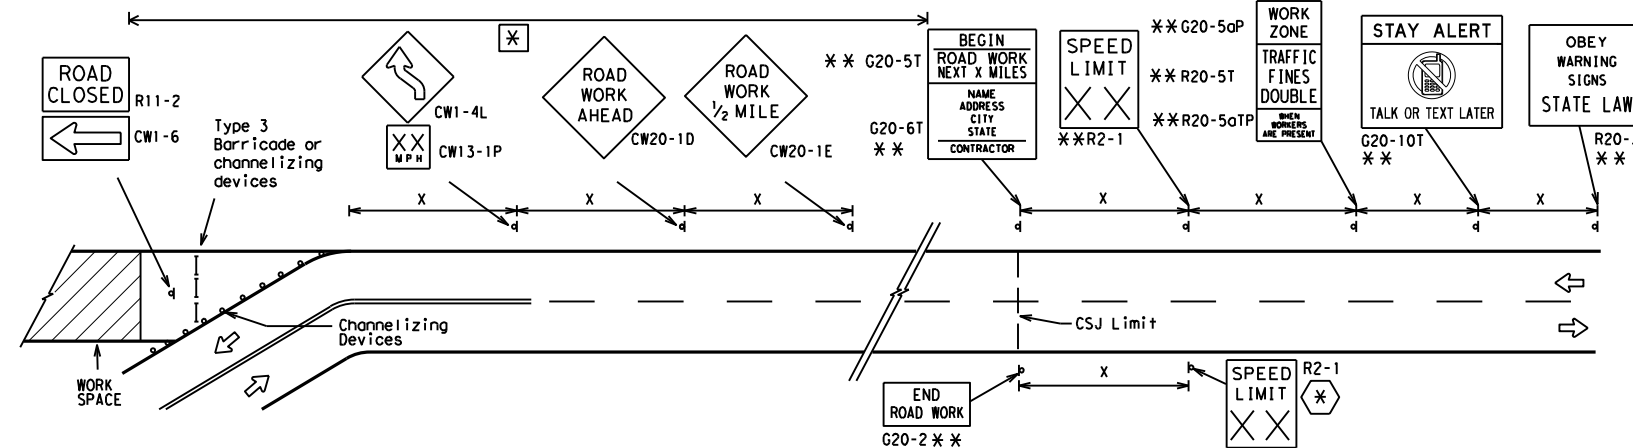 ROAD
CLOSED
R11-2
CW1-6
Type 3
Barricade or
channelizing
devices
CW1-4L
XX
MPH
CW13-1P
*
ROAD
WORK
AHEAD
CW20-1D
ROAD
WORK
1/2 MILE
CW20-1E
** G20-5T
BEGIN
ROAD WORK
NEXT X MILES
NAME
ADDRESS
CITY
STATE
CONTRACTOR
G20-6T
**
SPEED
LIMIT
XX
**R2-1
**G20-5aP
WORK
ZONE
**R20-5T
TRAFFIC
FINES
DOUBLE
**R20-5aTP
WHEN
WORKERS
ARE PRESENT
STAY ALERT
TALK OR TEXT LATER
G20-10T
**
OBEY
WARNING
SIGNS
STATE LAW
R20-
**
X
X
X
X
X
X
X
Channelizing
Devices
CSJ Limit
WORK
SPACE
X
END
ROAD WORK
G20-2 **
SPEED
LIMIT
XX
R2-1
*